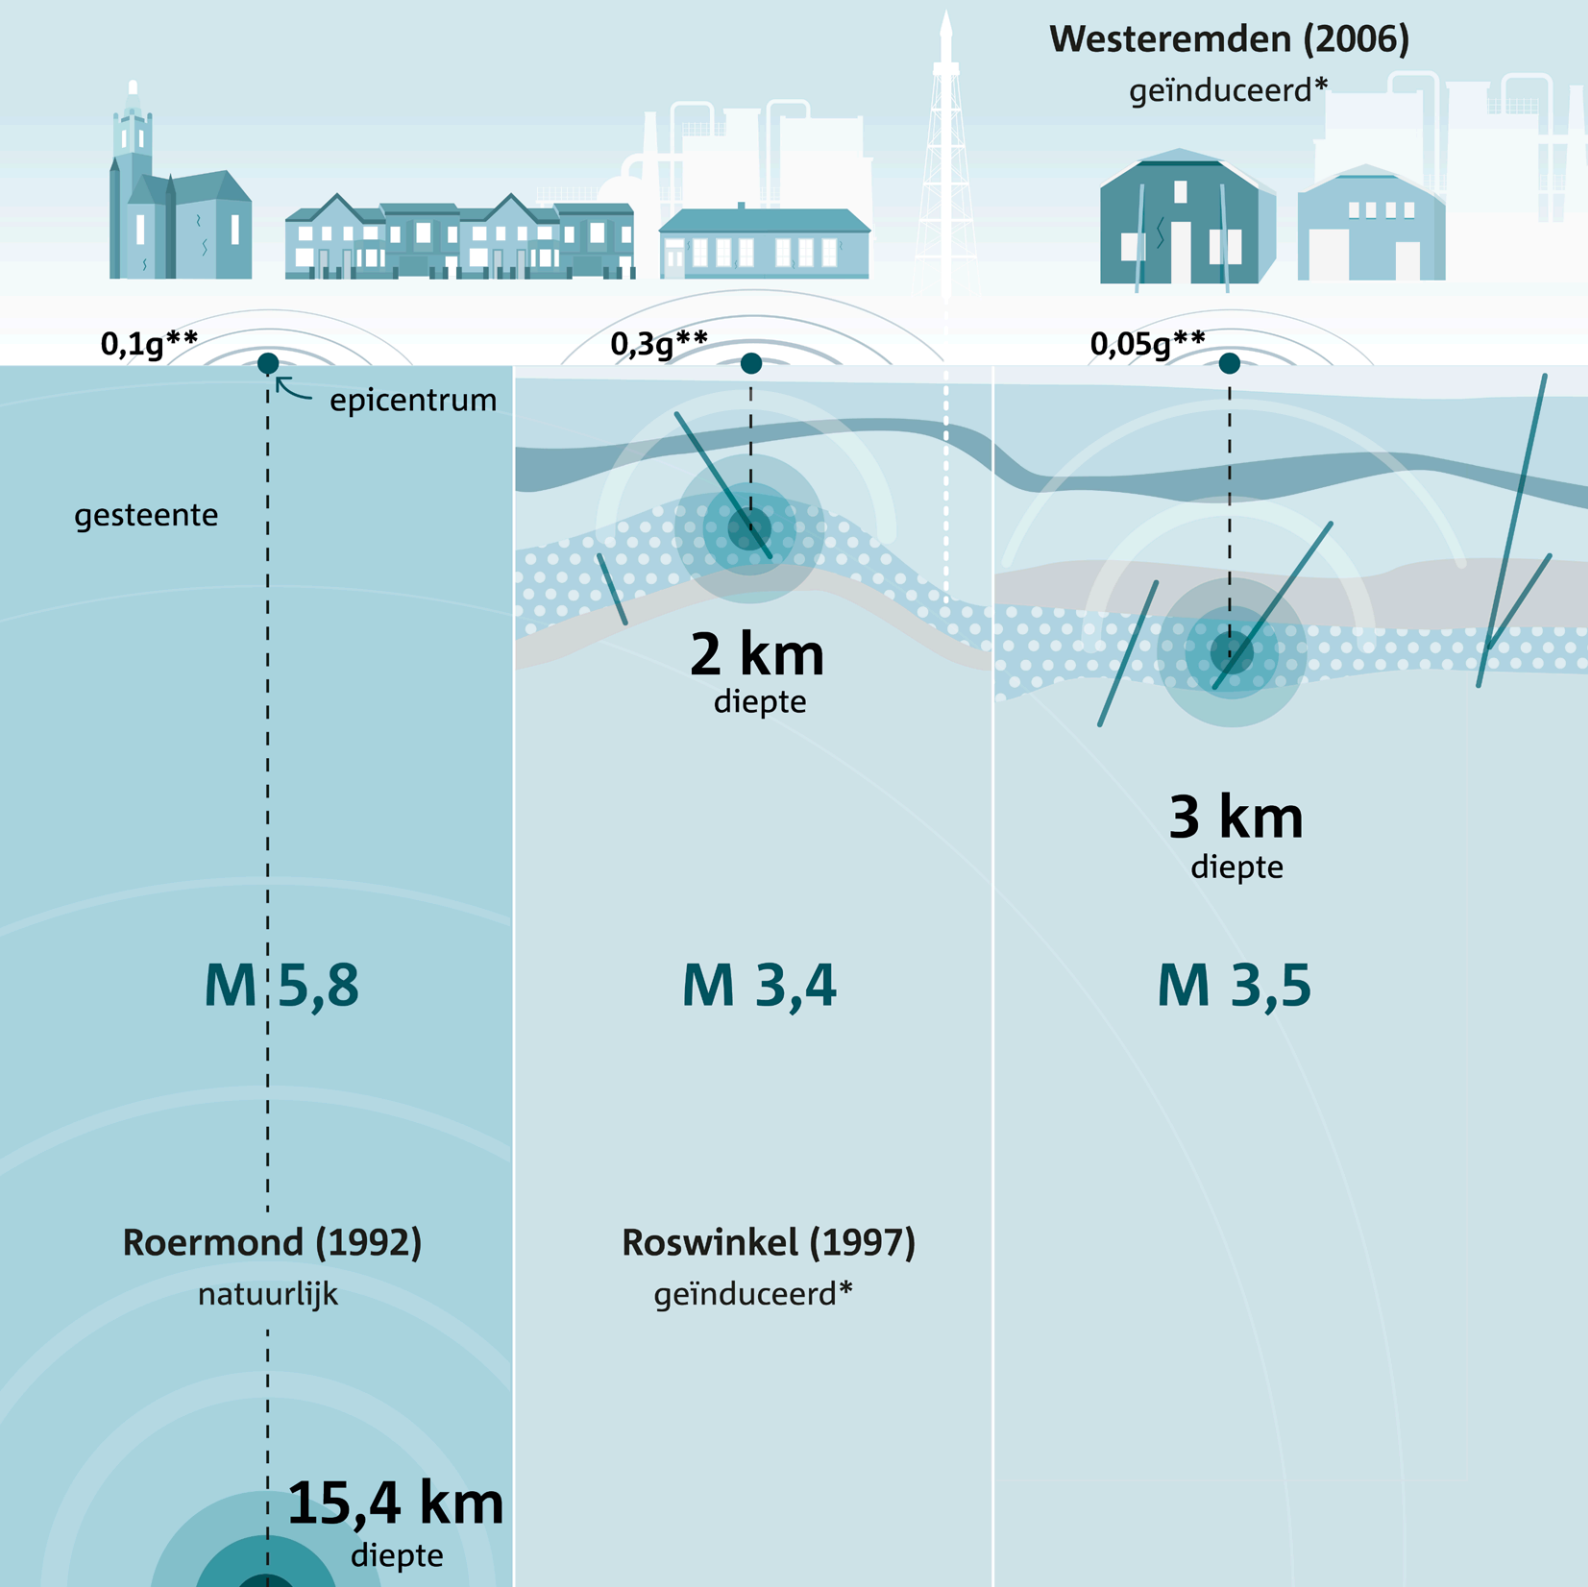 Westeremden (2006)
geïnduceerd*
0,1g**
0,3g**
0,05g**
epicentrum
gesteente
2 km
diepte
3 km
diepte
M 5,8
M 3,4
M 3,5
Roermond (1992)
natuurlijk
Roswinkel (1997)
geïnduceerd*
15,4 km
diepte